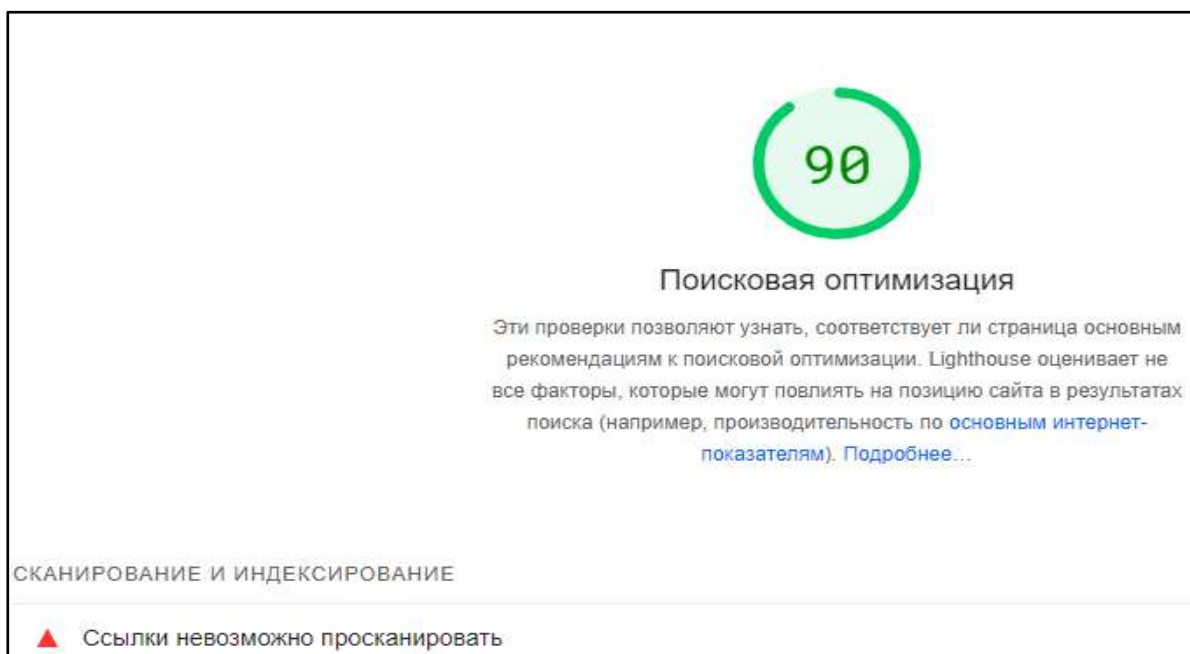 90
Поисковая оптимизация
Эти проверки позволяют узнать, соответствует ли страница основным
рекомендациям к поисковой оптимизации. Lighthouse оценивает не
все факторы, которые могут повлиять на позицию сайта в результатах
поиска (например, производительность по основным интернет-
показателям). Подробнее…
СКАНИРОВАНИЕ И ИНДЕКСИРОВАНИЕ
Ссылки невозможно просканировать